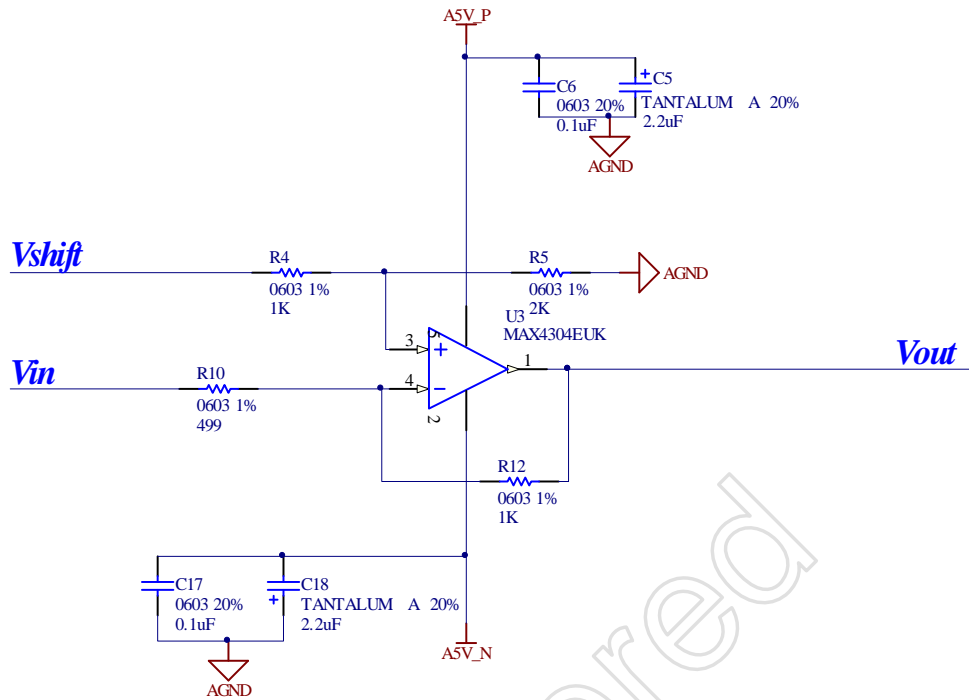 A5V_P
C6
0603 20%
0.1uF
+
C5
TANTALUM A 20%
2.2uF
AGND
Vshift
R4
0603 1%
1K
R5
0603 1%
2K
AGND
U3
MAX4304EUK
5
3
+
Vin
R10
0603 1%
499
4
−
2
1
Vout
R12
0603 1%
1K
C17
0603 20%
0.1uF
+
C18
TANTALUM A 20%
2.2uF
AGND
A5V_N
ered